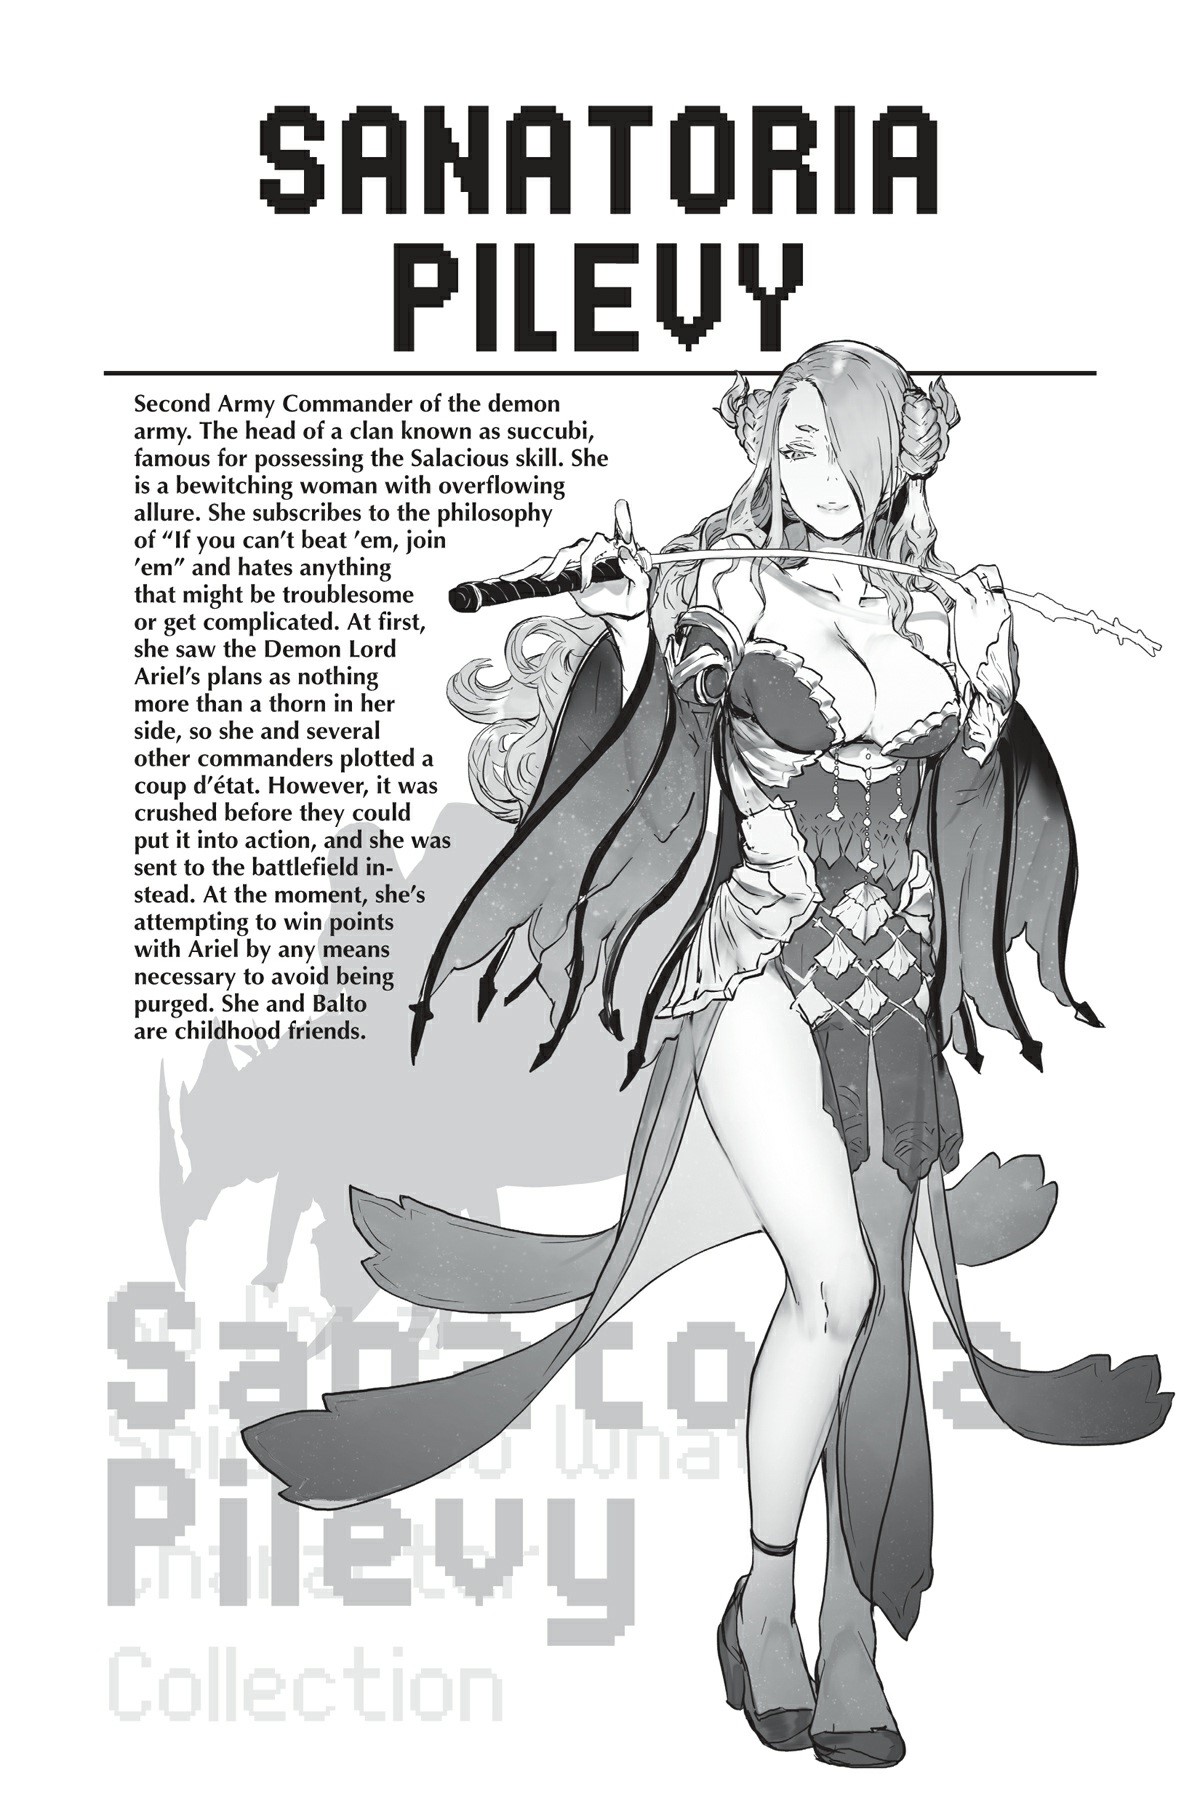 SANATORIA
PILEVY
Second Army Commander of the demon
army. The head of a clan known as succubi,
famous for possessing the Salacious skill. She
is a bewitching woman with overflowing
allure. She subscribes to the philosophy
of “If you can’t beat ’em, join
’em” and hates anything
that might be troublesome
or get complicated. At first,
she saw the Demon Lord
Ariel’s plans as nothing
more than a thorn in her
side, so she and several
other commanders plotted a
coup d’état. However, it was
crushed before they could
put it into action, and she was
sent to the battlefield in-
stead. At the moment, she’s
attempting to win points
with Ariel by any means
necessary to avoid being
purged. She and Balto
are childhood friends.
Sanato a
What
Pilevy
Collection